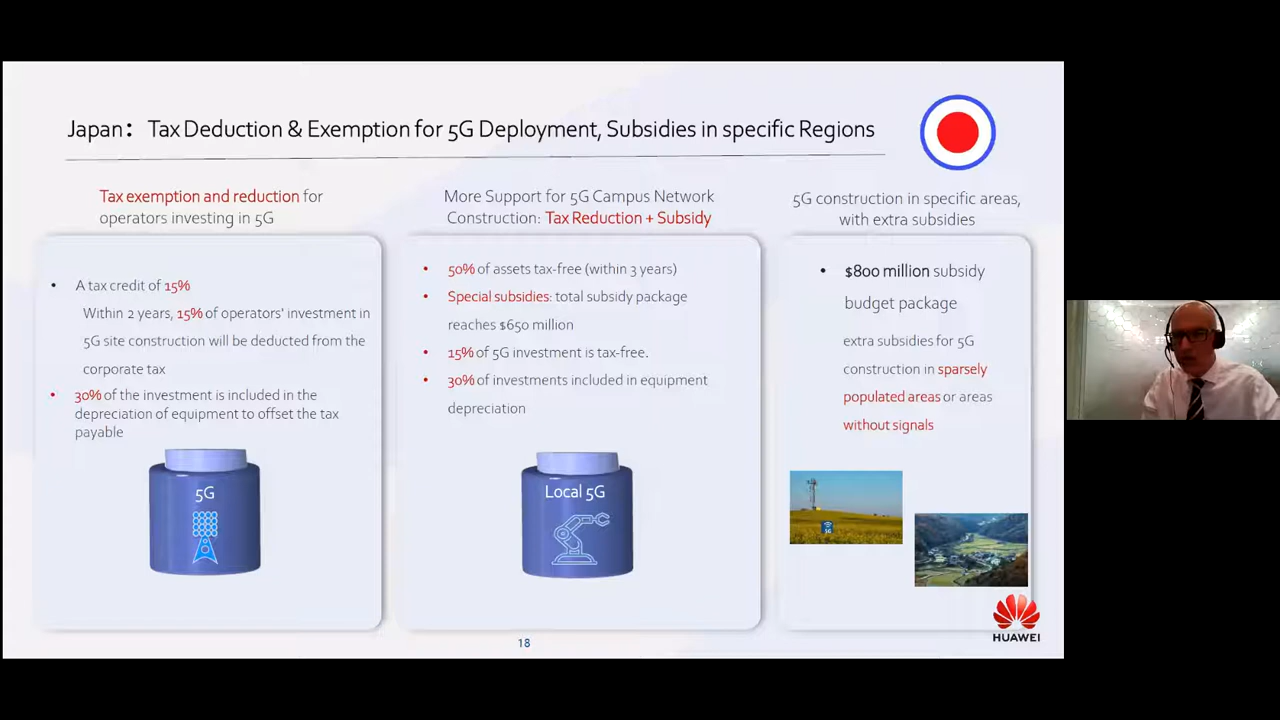 Japan： Tax Deduction & Exemption for 5G Deployment, Subsidies in specific Regions
Tax exemption and reduction for
operators investing in 5G
A tax credit of 15%
Within 2 years, 15% of operators' investment in
5G site construction will be deducted from the
corporate tax
30% of the investment is included in the
depreciation of equipment to offset the tax
payable
5G
More Support for 5G Campus Network
Construction: Tax Reduction + Subsidy
50% of assets tax-free (within 3 years)
Special subsidies: total subsidy package
reaches $650 million
15% of 5G investment is tax-free.
30% of investments included in equipment
depreciation
Local 5G
5G construction in specific areas,
with extra subsidies
$800 million subsidy
budget package
extra subsidies for 5G
construction in sparsely
populated areas or areas
without signals
5G
HUAWEI
18